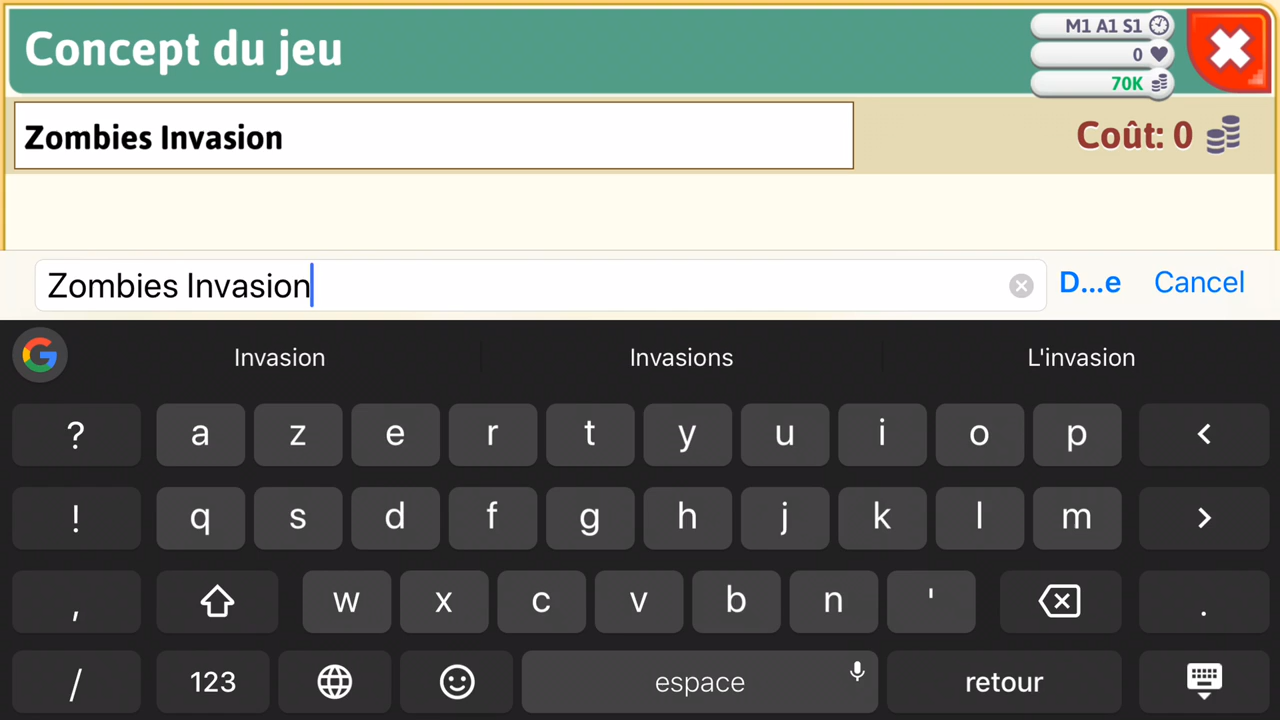 Concept du jeu
M1 A1 S1
0
70K
Zombies Invasion
Coût: 0
Zombies Invasion
D...e
Cancel
G
Invasion
Invasions
L'invasion
? a z e r t y u i o p <
! q s d f g h j k l m >
, w x c v b n ' .
/ 123 espace retour